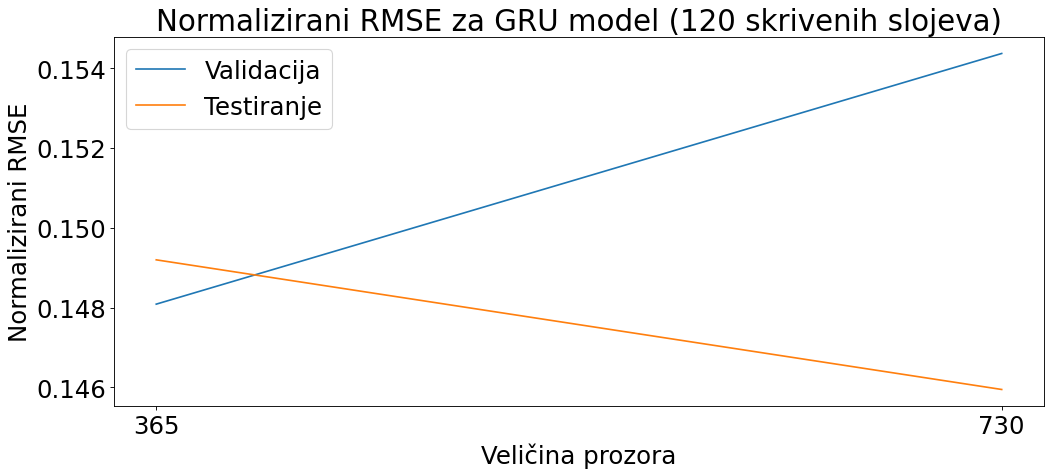 Normalizirani RMSE za GRU model (120 skrivenih slojeva)
Validacija
Testiranje
Normalizirani RMSE
0.154
0.152
0.150
0.148
0.146
365
730
Veličina prozora